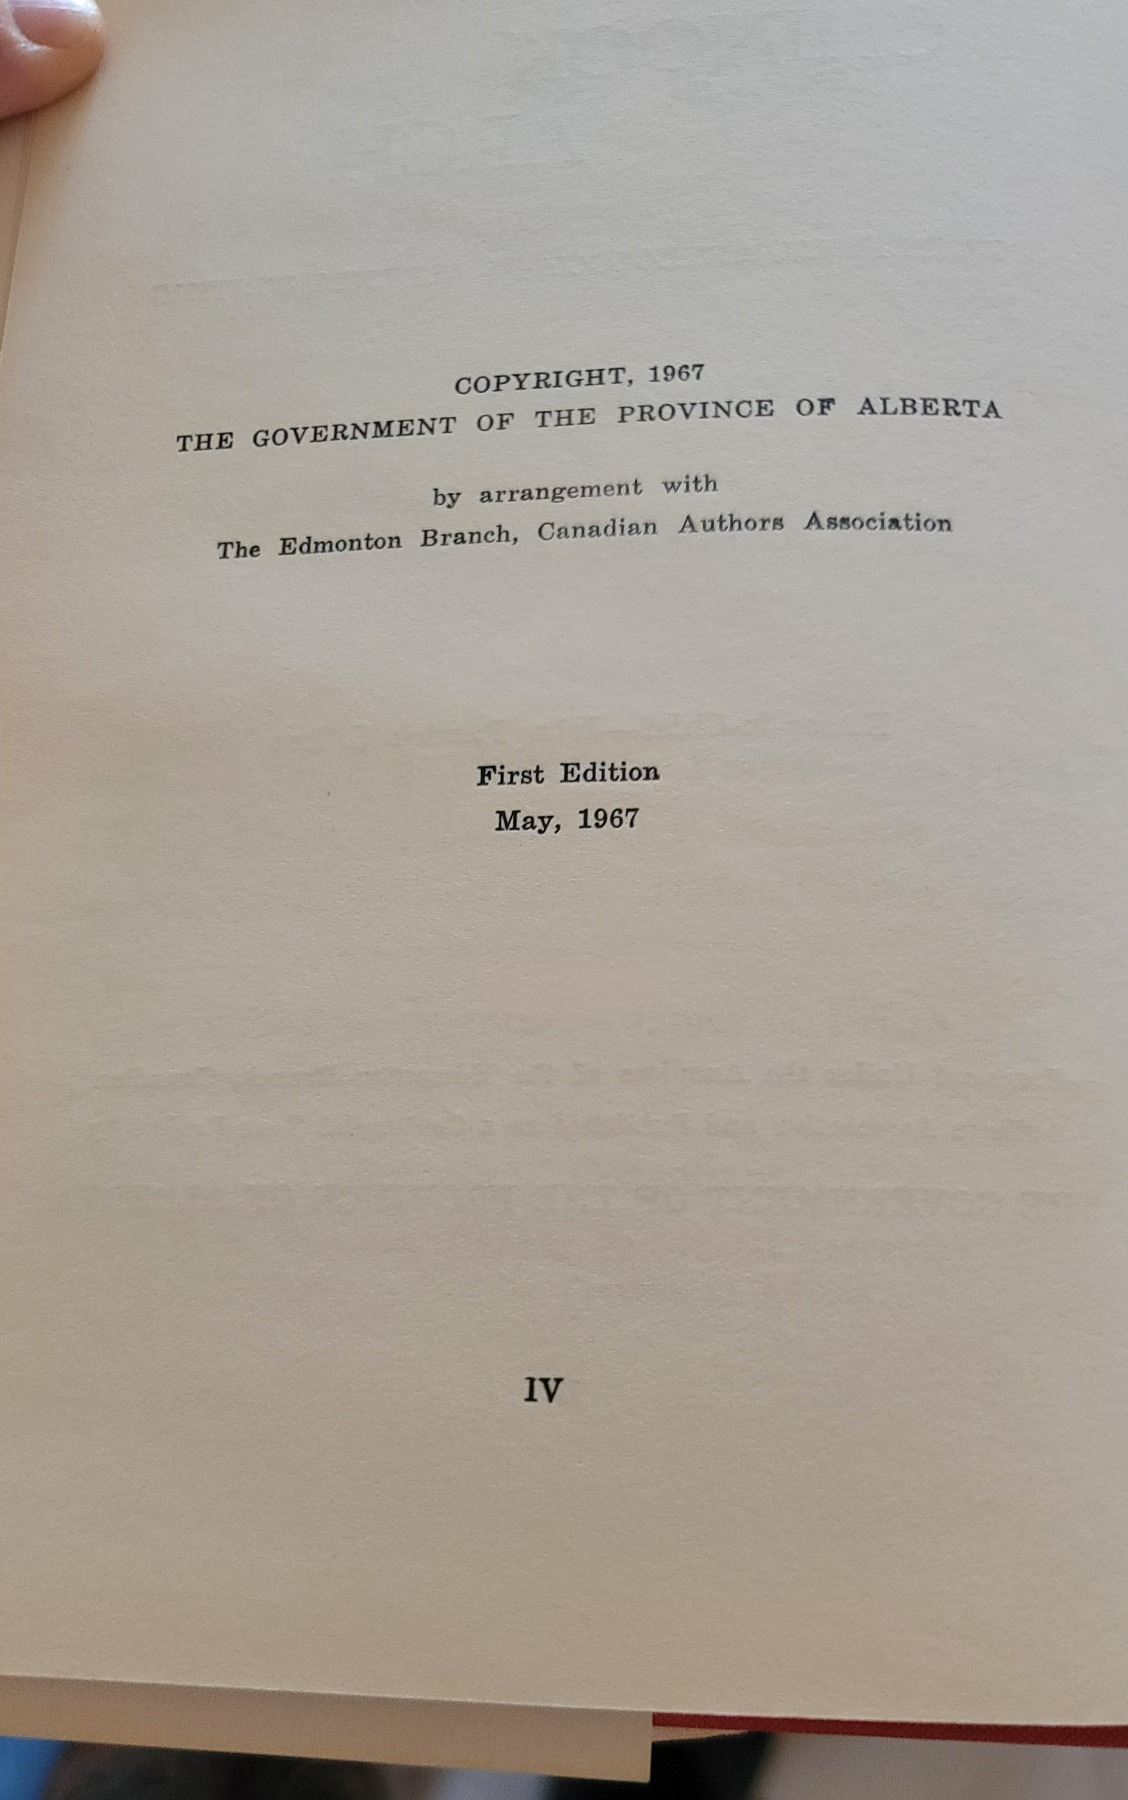 COPYRIGHT, 1967
THE GOVERNMENT OF THE PROVINCE OF ALBERTA
by arrangement with
The Edmonton Branch, Canadian Authors Association
First Edition
May, 1967
IV